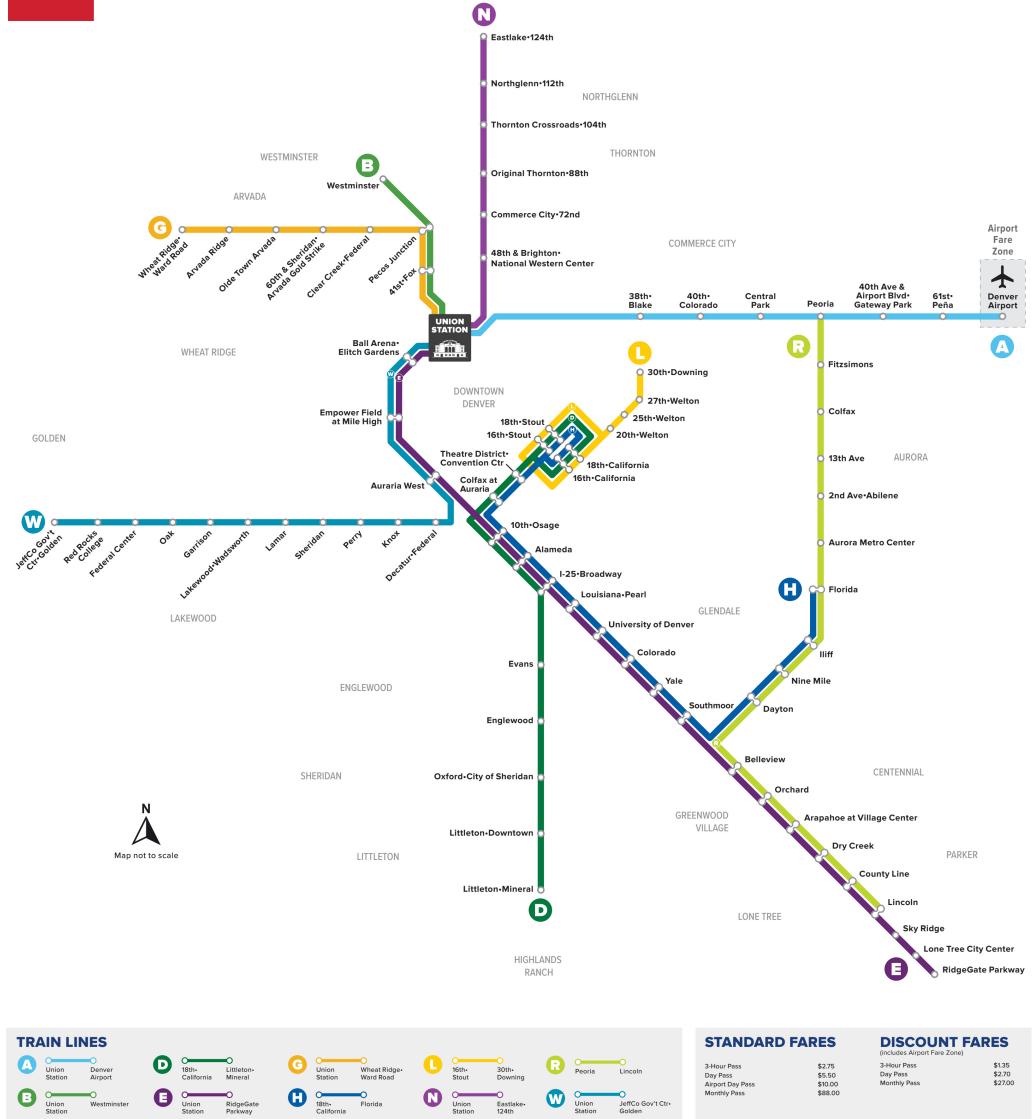 N
Eastlake•124th
Northglenn•112th
NORTHGLENN
Thornton Crossroads•104th
THORNTON
WESTMINSTER
B
Westminster
Original Thornton•88th
ARVADA
Commerce City•72nd
G
Wheat Ridge•
Ward Road
Arvada Ridge
Olde Town Arvada
60th & Sheridan•
Arvada Gold Strike
Clear Creek•Federal
Pecos Junction
41st•Fox
48th & Brighton•
National Western Center
COMMERCE CITY
Airport
Fare
Zone
38th•
Blake
40th•
Colorado
Central
Park
Peoria
40th Ave &
Airport Blvd•
Gateway Park
61st•
Peña
Denver
Airport
A
UNION
STATION
WHEAT RIDGE
Ball Arena•
Elitch Gardens
W
E
L
R
30th•Downing
Fitzsimons
DOWNTOWN
DENVER
27th•Welton
25th•Welton
20th•Welton
18th•Stout
16th•Stout
L
D
H
Empower Field
at Mile High
Colfax
GOLDEN
Theatre District•
Convention Ctr
18th•California
16th•California
13th Ave
AURORA
Colfax at
Auraria
Auraria West
2nd Ave•Abilene
W
JeffCo Gov't
Ctr•Golden
Red Rocks
College
Federal Center
Oak
Garrison
Lakewood•Wadsworth
Lamar
Sheridan
Perry
Knox
Decatur•Federal
10th•Osage
Alameda
Aurora Metro Center
I-25•Broadway
Louisiana•Pearl
H
Florida
LAKEWOOD
GLENDALE
University of Denver
Colorado
Iliff
Evans
Yale
Nine Mile
ENGLEWOOD
Southmoor
Dayton
Englewood
Belleview
SHERIDAN
Oxford•City of Sheridan
CENTENNIAL
Orchard
N
Map not to scale
GREENWOOD
VILLAGE
Arapahoe at Village Center
Littleton•Downtown
Dry Creek
LITTLETON
PARKER
County Line
Littleton•Mineral
Lincoln
D
LONE TREE
Sky Ridge
Lone Tree City Center
HIGHLANDS
RANCH
E
RidgeGate Parkway
TRAIN LINES
A
Union
Station
Denver
Airport
D
18th•
California
Littleton•
Mineral
G
Union
Station
Wheat Ridge•
Ward Road
L
16th•
Stout
30th•
Downing
R
Peoria
Lincoln
B
Union
Station
Westminster
E
Union
Station
RidgeGate
Parkway
H
18th•
California
Florida
N
Union
Station
Eastlake•
124th
W
Union
Station
JeffCo Gov't Ctr•
Golden
STANDARD FARES
3-Hour Pass $2.75
Day Pass $5.50
Airport Day Pass $10.00
Monthly Pass $88.00
DISCOUNT FARES
(includes Airport Fare Zone)
3-Hour Pass $1.35
Day Pass $2.70
Monthly Pass $27.00